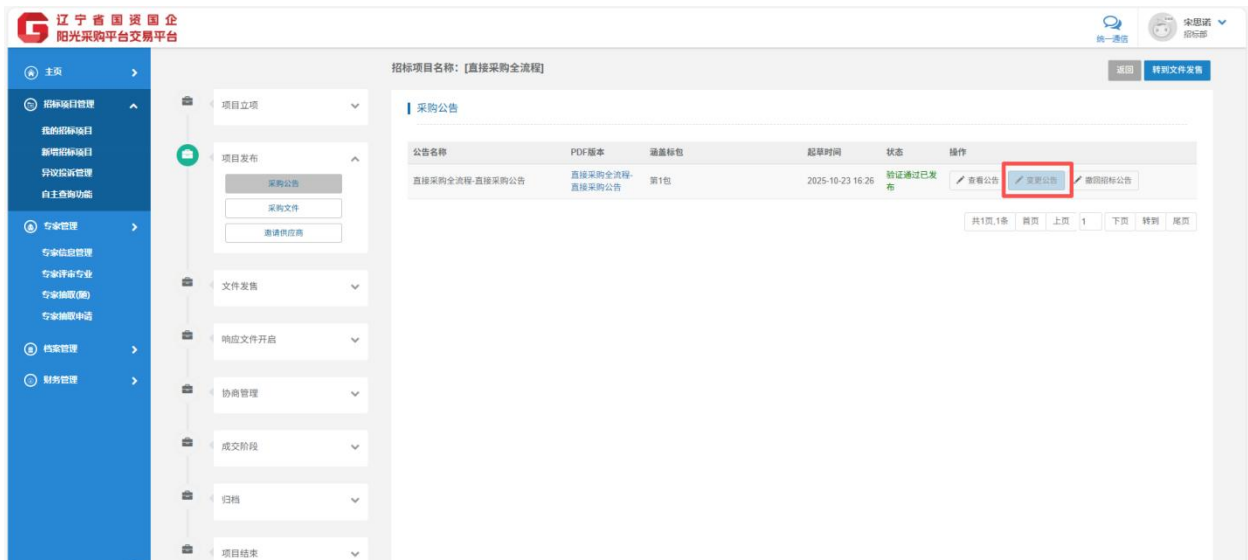 辽宁省国资国企
阳光采购平台交易平台
统一通信
宋思诺
招标部
主页
招标项目管理
我的招标项目
新增招标项目
异议投诉管理
自主查询功能
专家管理
专家信息管理
专家评审专业
专家抽取(随)
专家抽取申请
档案管理
财务管理
项目立项
项目发布
采购公告
采购文件
邀请供应商
文件发售
响应文件开启
协商管理
成交阶段
归档
项目结束
招标项目名称：[直接采购全流程]
返回 转到文件发售
采购公告
公告名称 PDF版本 涵盖标包 起草时间 状态 操作
直接采购全流程-直接采购公告 直接采购全流程- 第1包 2025-10-23 16:26 验证通过已发 查看公告 变更公告 撤回招标公告
直接采购公告 布
共1页,1条 首页 上页 1 下页 转到 尾页